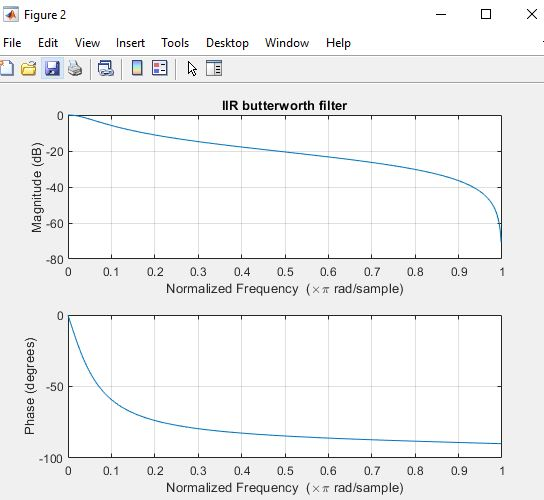 Figure 2
File Edit View Insert Tools Desktop Window Help
IIR butterworth filter
Magnitude (dB)
0
-20
-40
-60
-80
0 0.1 0.2 0.3 0.4 0.5 0.6 0.7 0.8 0.9 1
Normalized Frequency (×π rad/sample)
Phase (degrees)
0
-50
-100
0 0.1 0.2 0.3 0.4 0.5 0.6 0.7 0.8 0.9 1
Normalized Frequency (×π rad/sample)